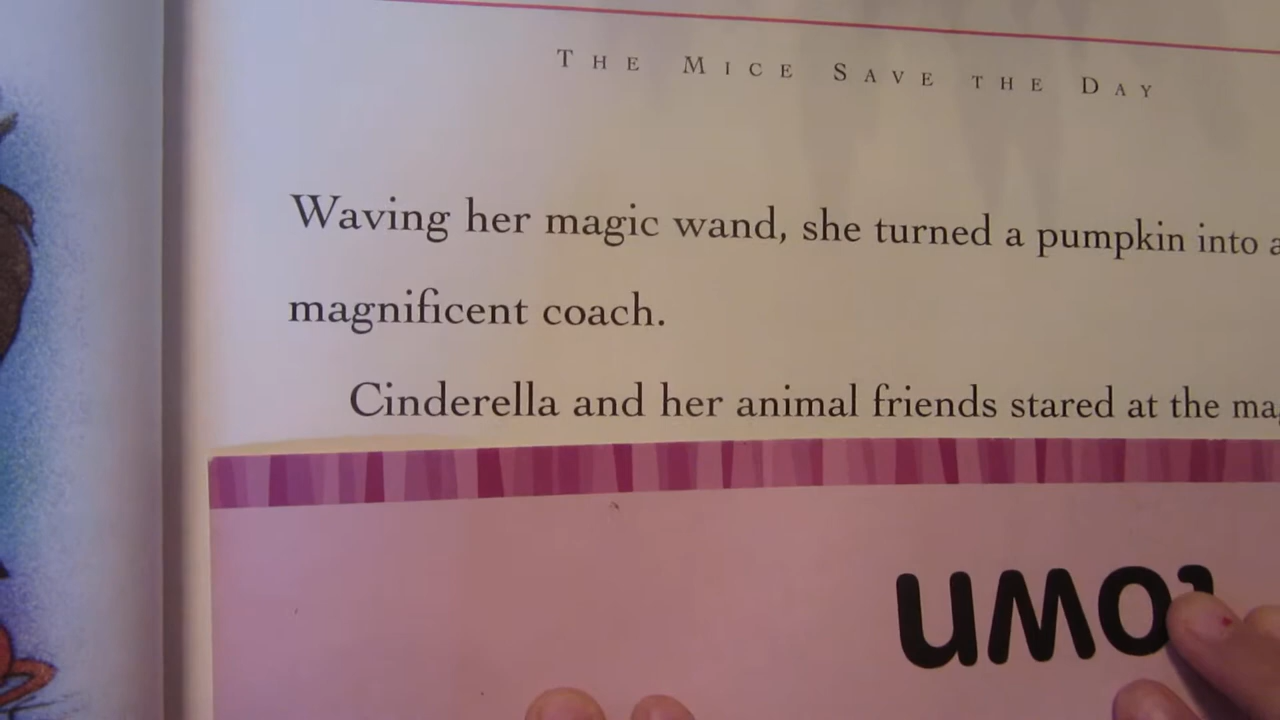 THE MICE SAVE THE DAY
Waving her magic wand, she turned a pumpkin into a
magnificent coach.
Cinderella and her animal friends stared at the